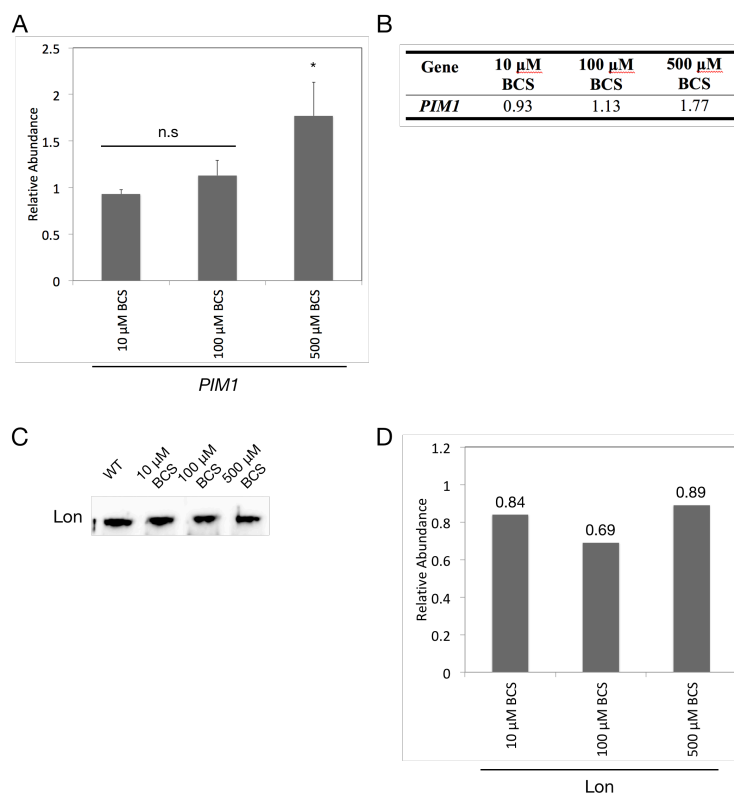 A
2.5
2
1.5
1
0.5
0
Relative Abundance
n.s
*
10 µM BCS
100 µM BCS
500 µM BCS
PIM1
B
Gene 10 µM BCS 100 µM BCS 500 µM BCS
PIM1 0.93 1.13 1.77
C
WT
10 µM BCS
100 µM BCS
500 µM BCS
Lon
D
1.2
1
0.8
0.6
0.4
0.2
0
Relative Abundance
0.84
0.69
0.89
10 µM BCS
100 µM BCS
500 µM BCS
Lon